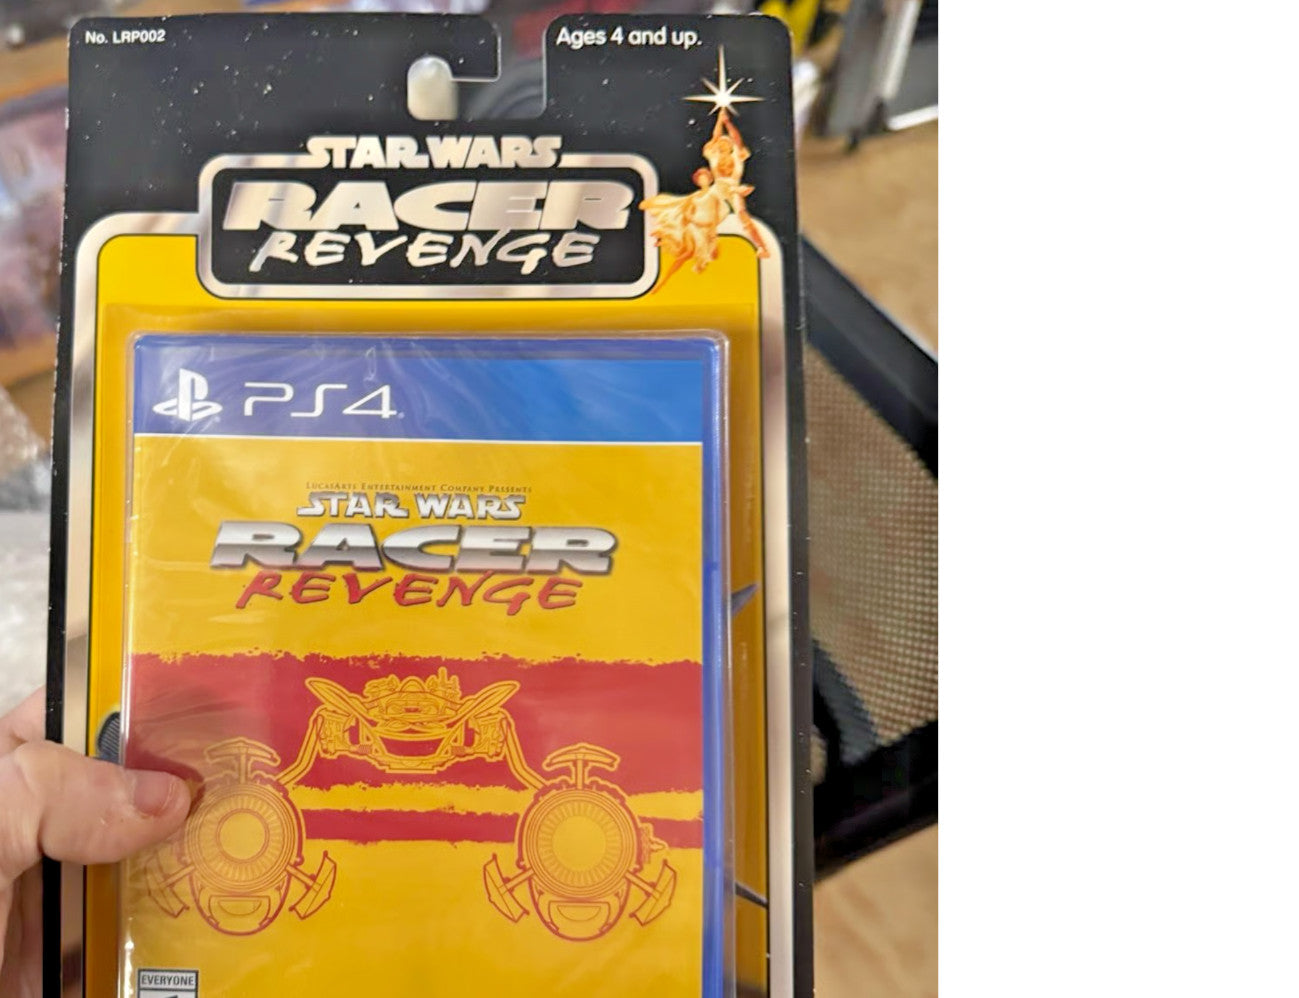 No. LRP002
Ages 4 and up.
STAR WARS
RACER
REVENGE
PS4
LucasArts Entertainment Company Presents
STAR WARS
RACER
REVENGE
EVERYONE